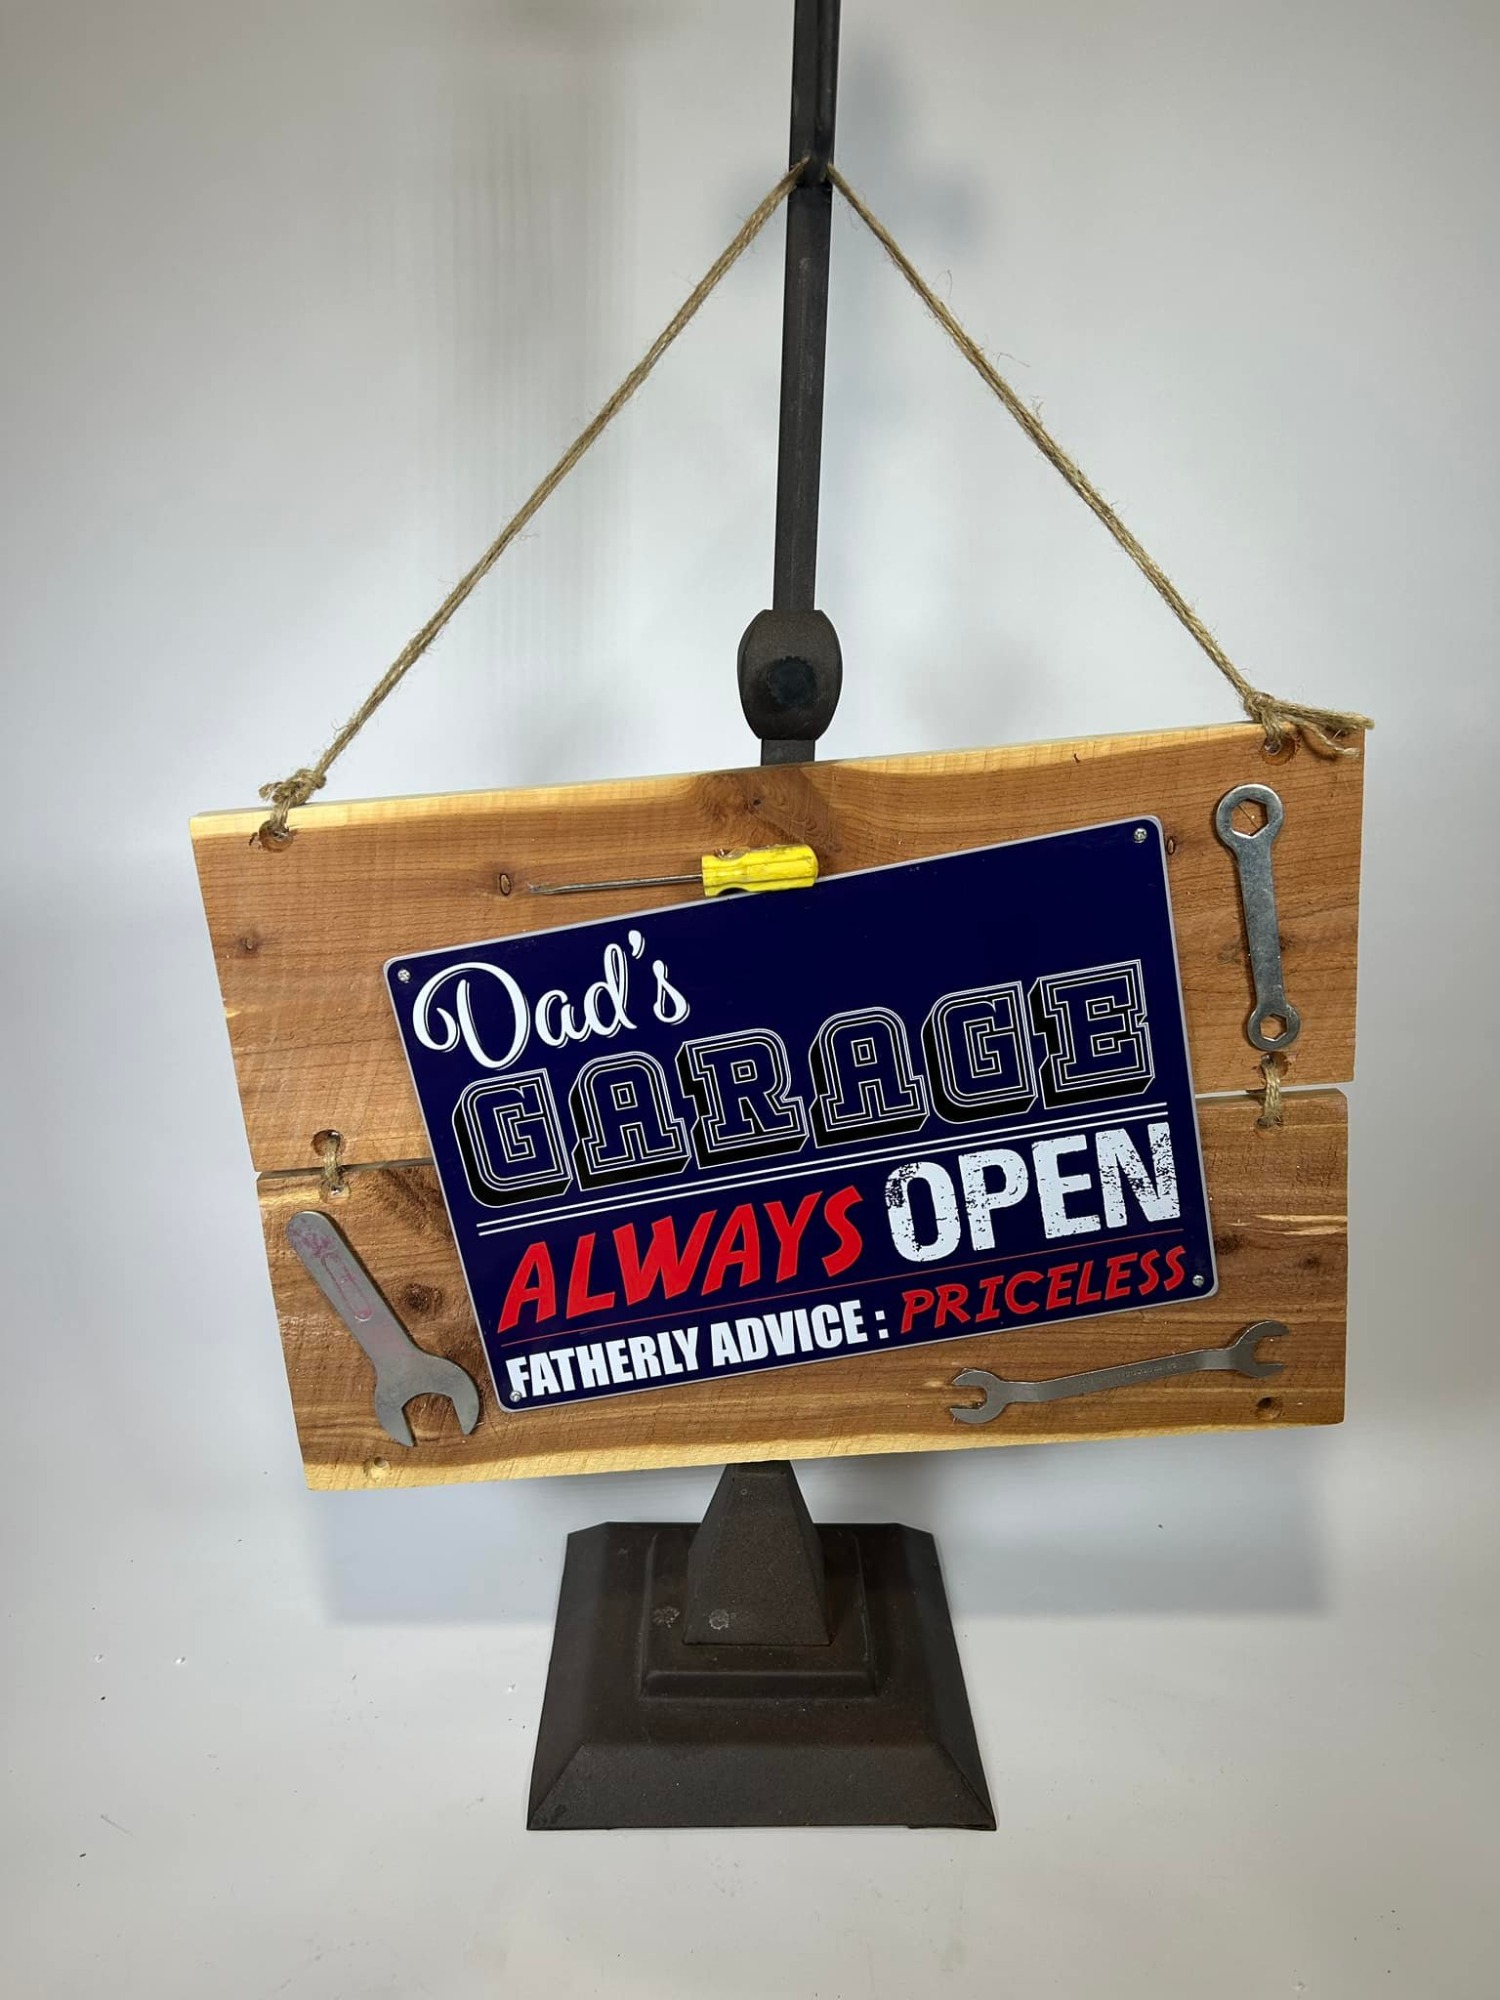 Dad's
GARAGE
ALWAYS OPEN
FATHERLY ADVICE : PRICELESS